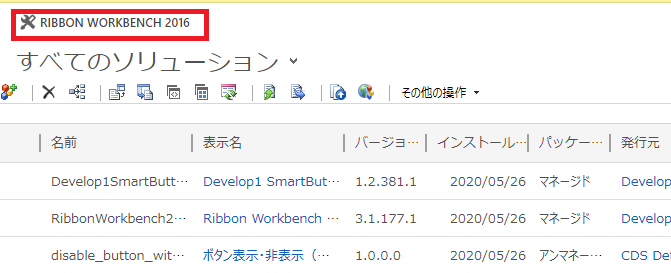 RIBBON WORKBENCH 2016
すべてのソリューション
その他の操作
名前 表示名 バージョ… インストール… パッケー… 発行元
Develop1SmartButt… Develop1 SmartBut… 1.2.381.1 2020/05/26 マネージド Develop
RibbonWorkbench2… Ribbon Workbench … 3.1.177.1 2020/05/26 マネージド Develop
disable_button_wit… ボタン表示・非表示（… 1.0.0.0 2020/05/26 アンマネー… CDS De